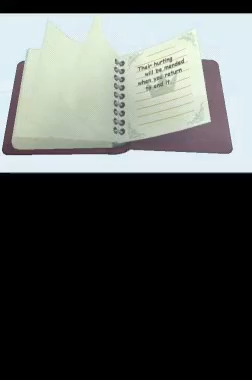 Their hurting
will be mended
when you return
to end it.